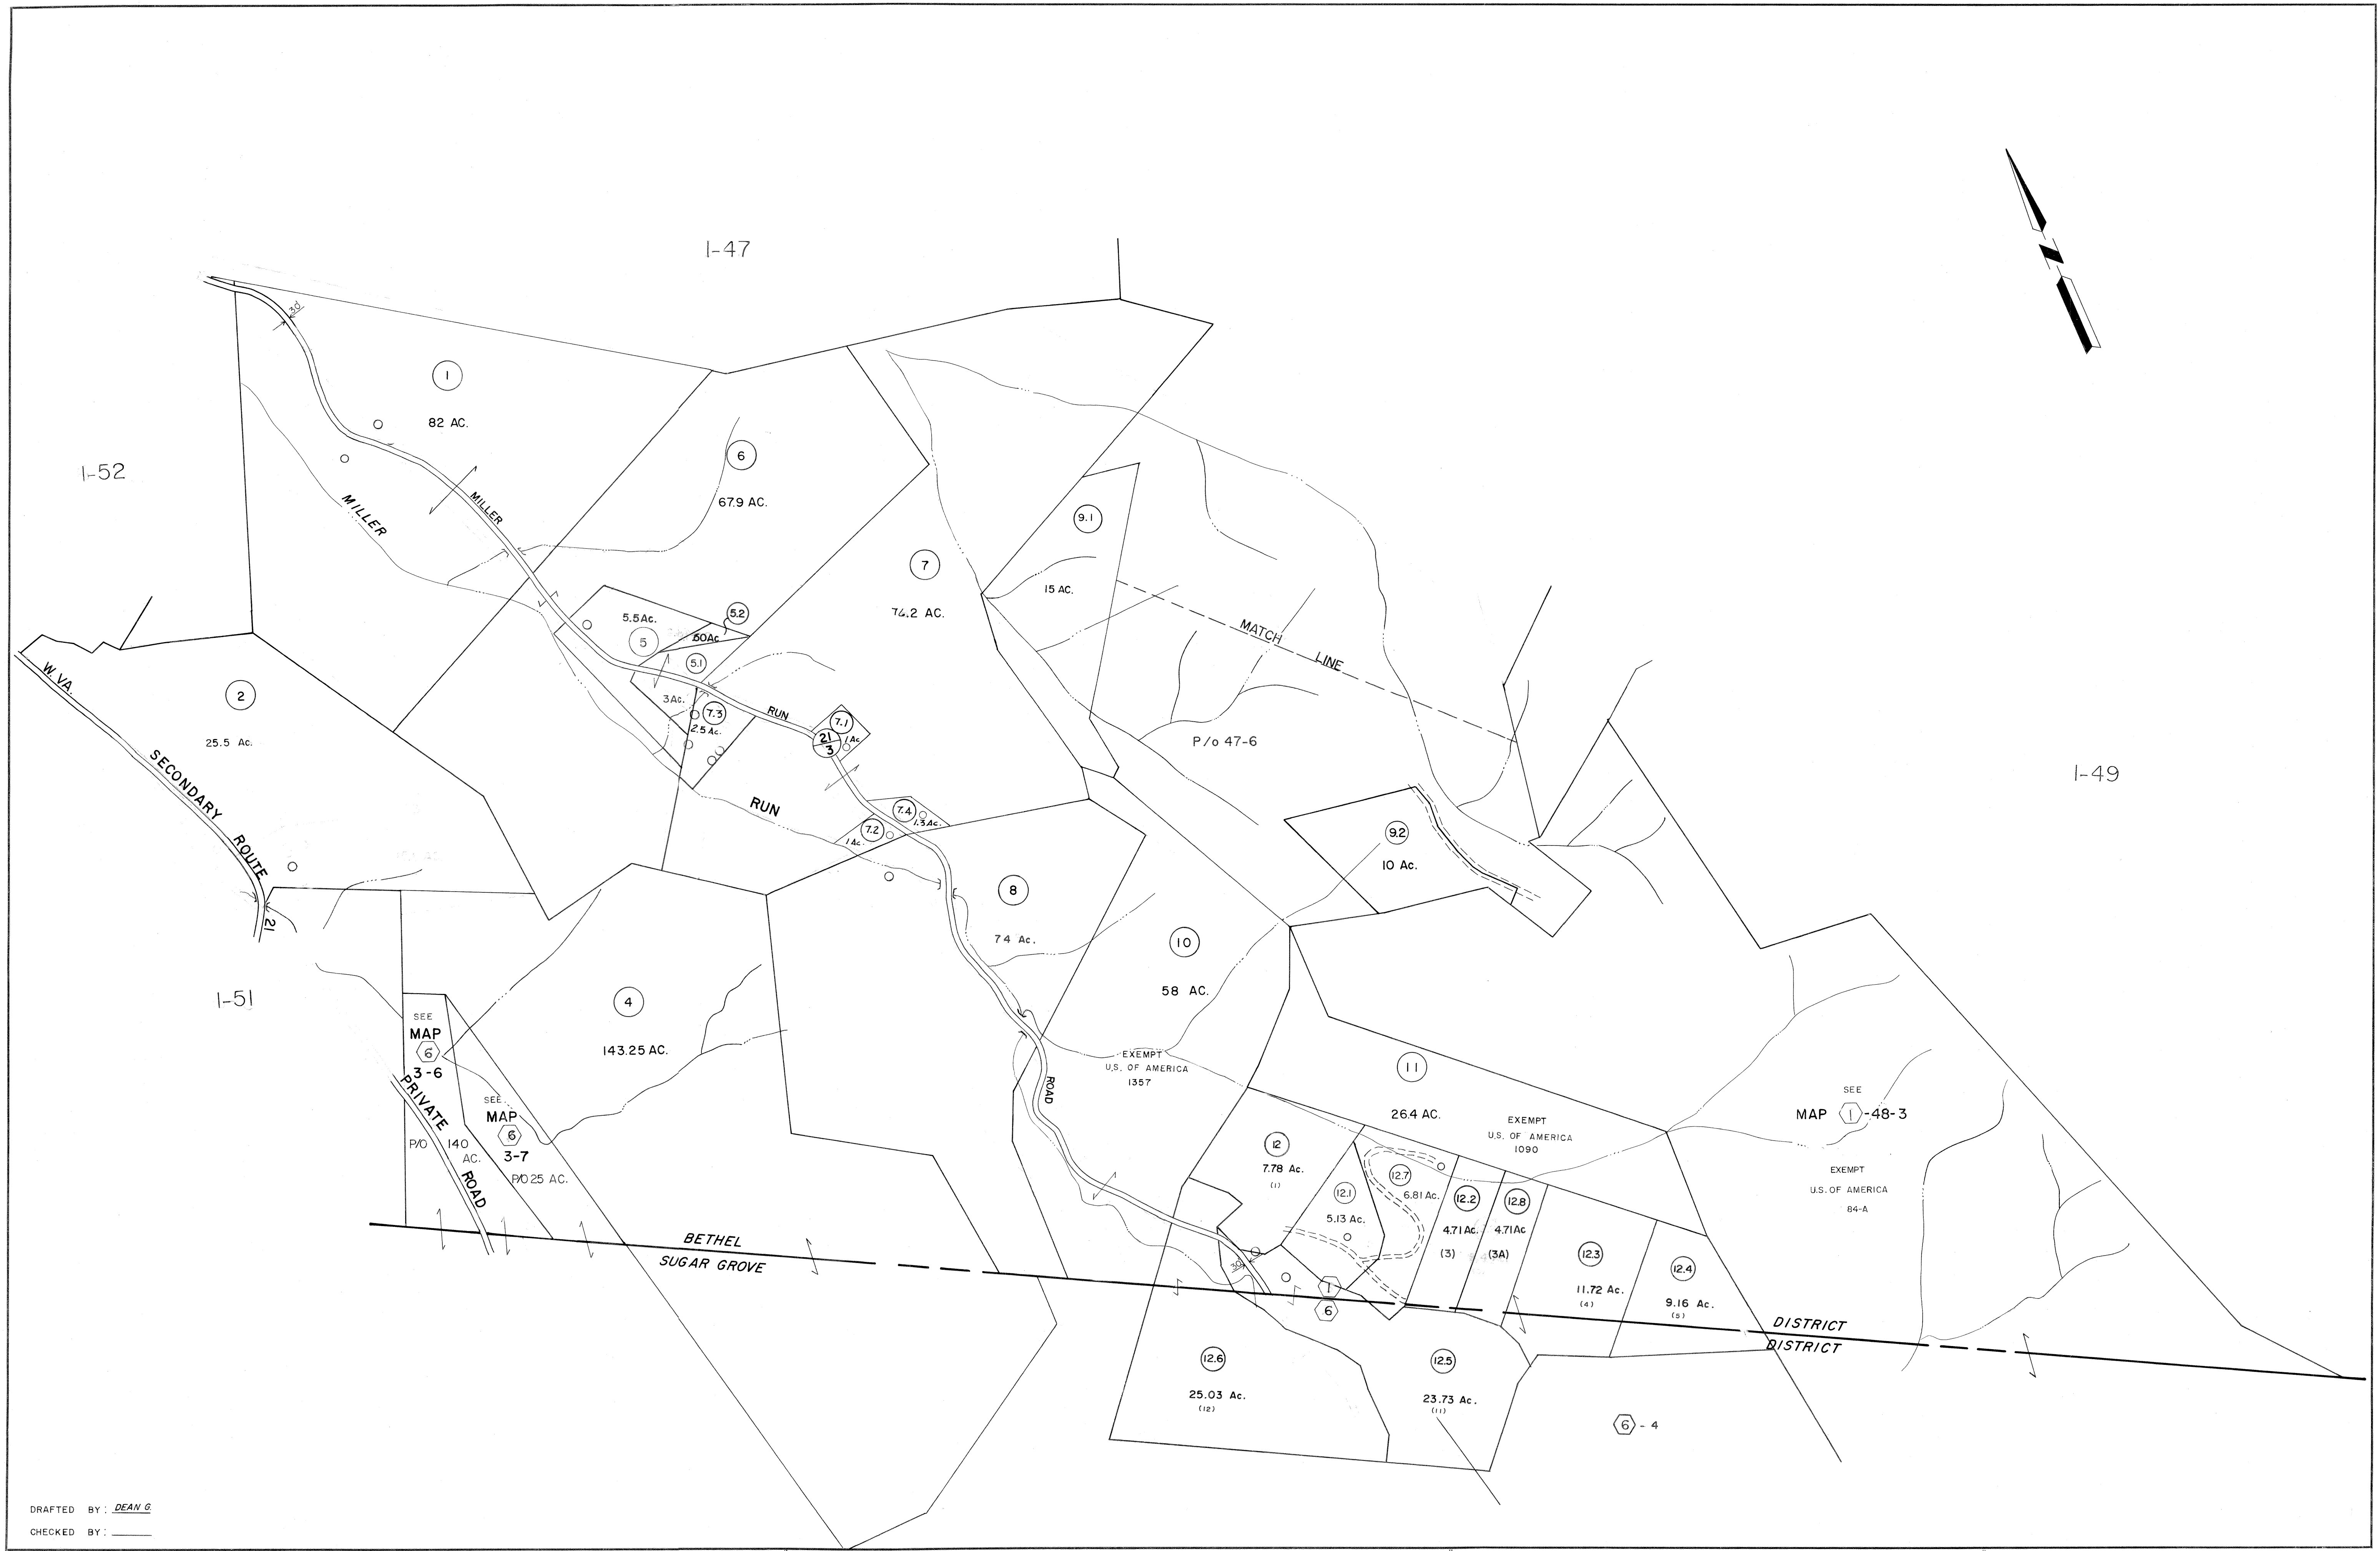 1-47
1-52
1-49
1-51
30'
1
82 AC.
MILLER
MILLER
6
67.9 AC.
9.1
15 AC.
7
74.2 AC.
5.2
5.5 Ac.
.50Ac
5
5.1
3 Ac.
7.3
2.5 Ac.
RUN
7.1
1 Ac.
21
3
MATCH
LINE
P/o 47-6
W. VA.
2
25.5 Ac.
SECONDARY
ROUTE
21
RUN
7.4
1.3 Ac.
7.2
1 Ac.
9.2
10 Ac.
8
74 Ac.
10
58 AC.
4
143.25 AC.
SEE
MAP
6
3-6
PRIVATE
ROAD
P/O 140
AC.
SEE
MAP
6
3-7
P/O 25 AC.
EXEMPT
U.S. OF AMERICA
1357
ROAD
11
26.4 AC.
EXEMPT
U.S. OF AMERICA
1090
SEE
MAP 1-48-3
EXEMPT
U.S. OF AMERICA
84-A
12
7.78 Ac.
(1)
12.1
5.13 Ac.
12.7
6.81 Ac.
12.2
4.71 Ac.
(3)
12.8
4.71Ac
(3A)
12.3
11.72 Ac.
(4)
12.4
9.16 Ac.
(5)
30'
1
6
BETHEL
SUGAR GROVE
DISTRICT
DISTRICT
12.6
25.03 Ac.
(12)
12.5
23.73 Ac.
(11)
6 - 4
DRAFTED BY: DEAN G.
CHECKED BY: